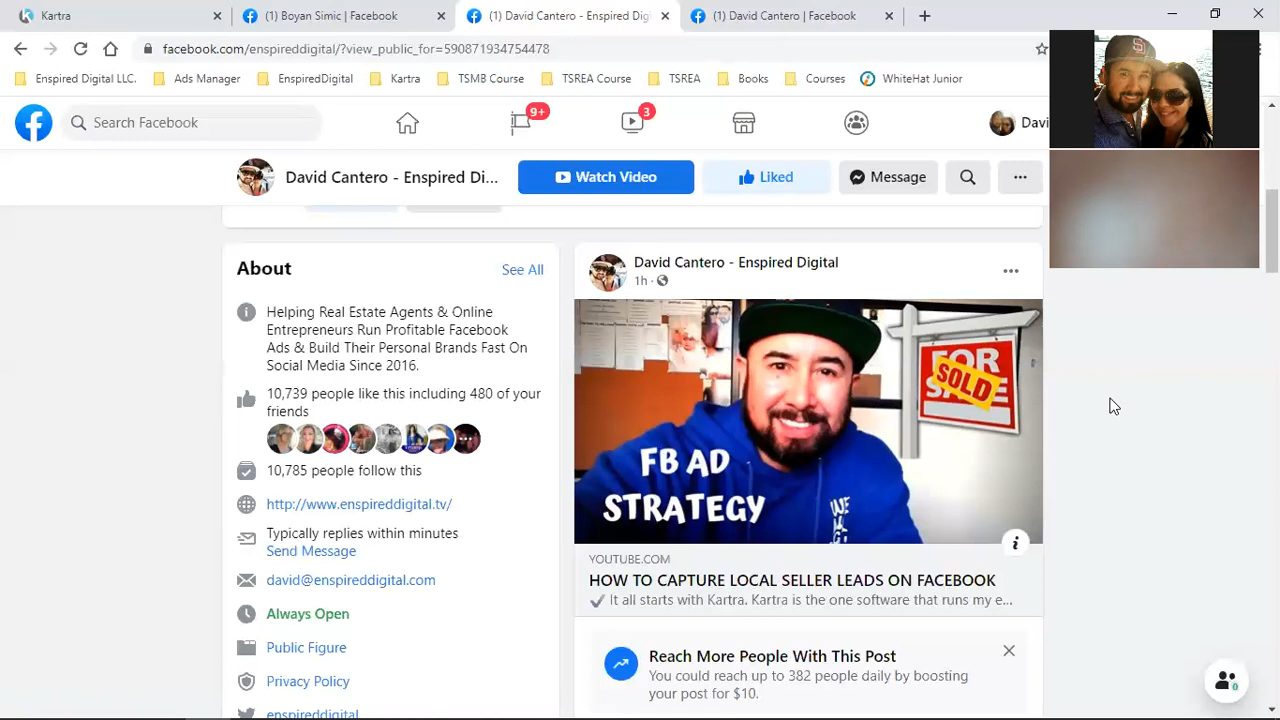 Kartra
(1) Boyan Simic | Facebook
(1) David Cantero - Enspired Dig
(1) David Cantero | Facebook
facebook.com/enspireddigital/?view_public_for=590871934754478
Enspired Digital LLC.
Ads Manager
EnspiredDigital
Kartra
TSMB Course
TSREA Course
TSREA
Books
Courses
WhiteHat Junior
Search Facebook
9+
3
Davi
David Cantero - Enspired Di...
Watch Video
Liked
Message
About
See All
Helping Real Estate Agents & Online
Entrepreneurs Run Profitable Facebook
Ads & Build Their Personal Brands Fast On
Social Media Since 2016.
10,739 people like this including 480 of your
friends
10,785 people follow this
http://www.enspireddigital.tv/
Typically replies within minutes
Send Message
david@enspireddigital.com
Always Open
Public Figure
Privacy Policy
enspireddigital
David Cantero - Enspired Digital
1h
FOR
SOLD
SALE
FB AD
STRATEGY
YOUTUBE.COM
HOW TO CAPTURE LOCAL SELLER LEADS ON FACEBOOK
It all starts with Kartra. Kartra is the one software that runs my e...
Reach More People With This Post
You could reach up to 382 people daily by boosting
your post for $10.
0